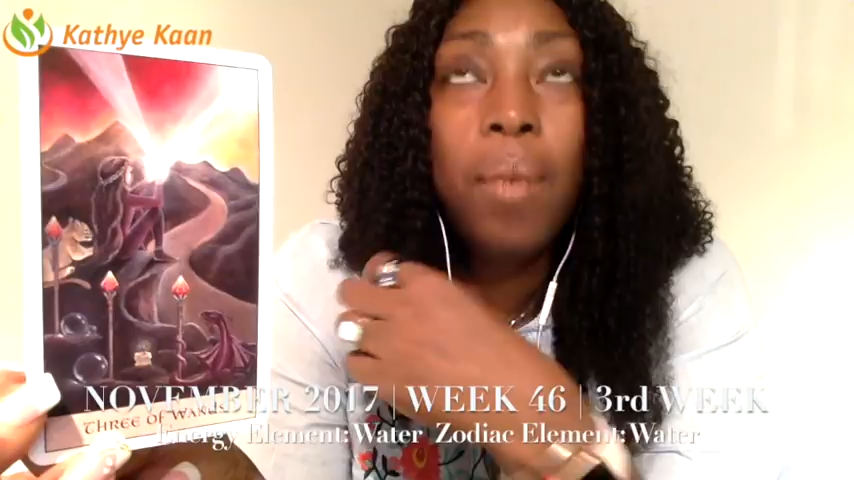 Kathye Kaan
NOVEMBER 2017 | WEEK 46 | 3rd WEEK
THREE OF WANDS
Energy Element: Water Zodiac Element: Water